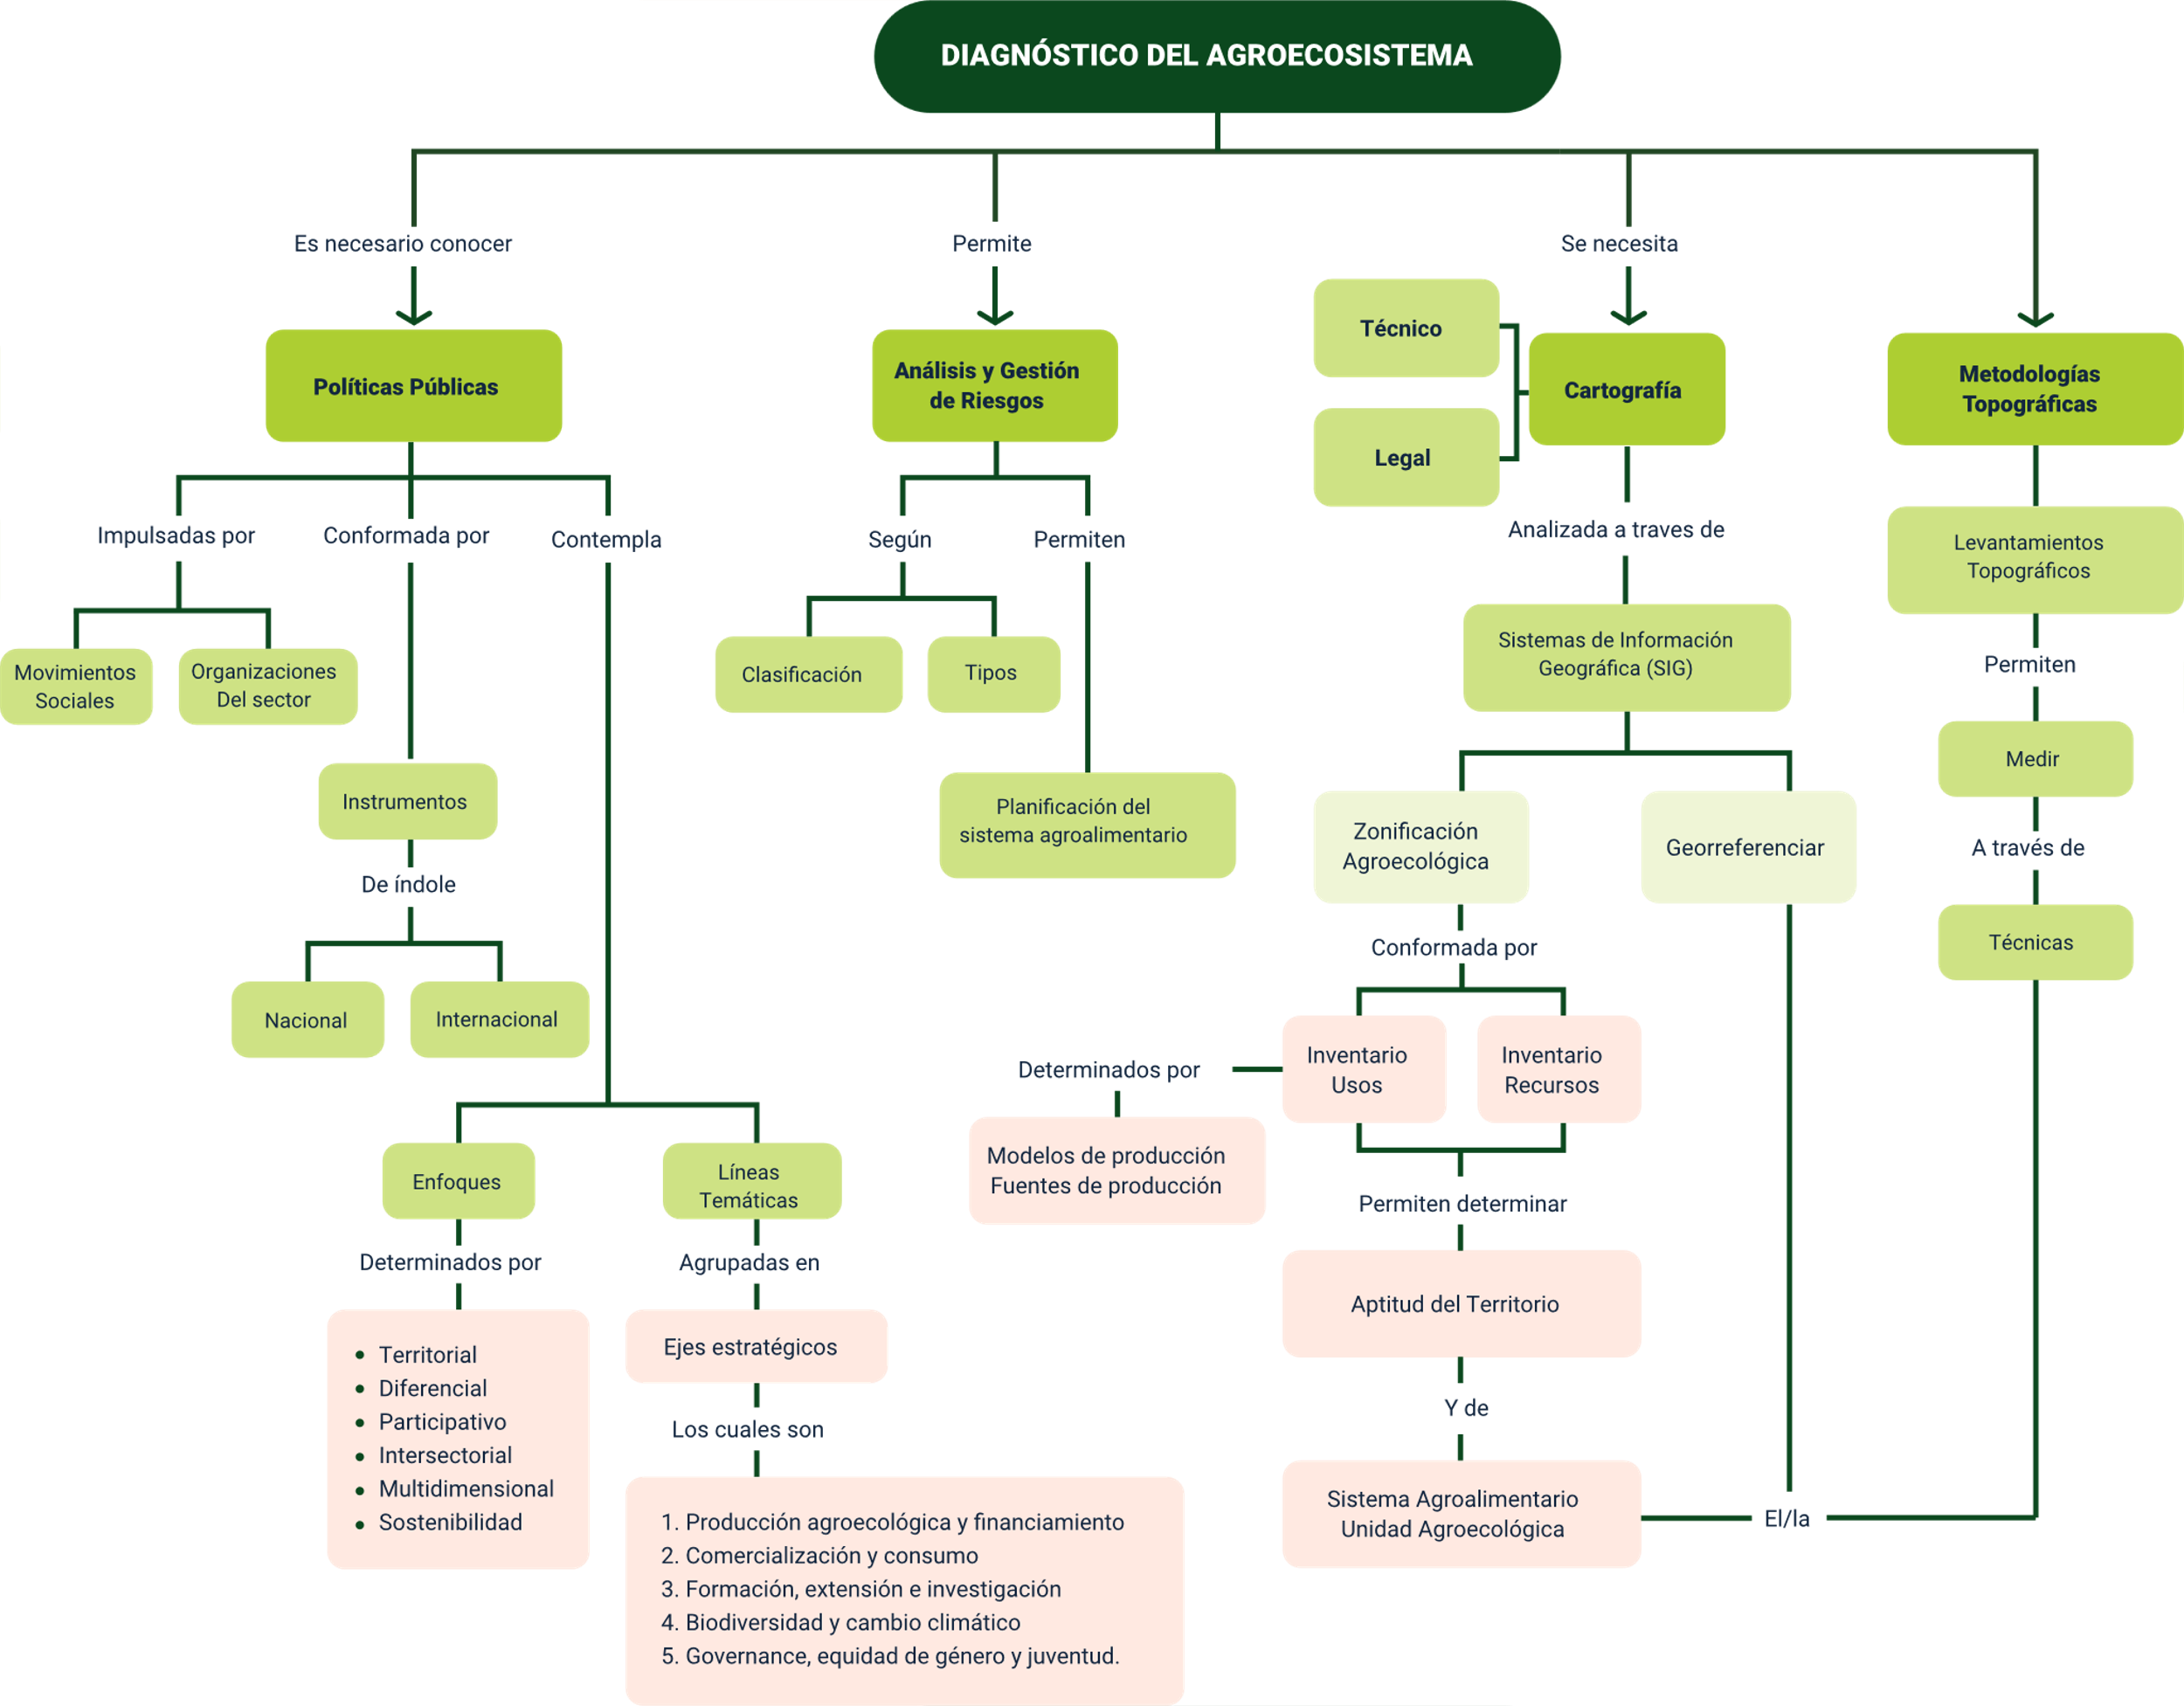 DIAGNÓSTICO DEL AGROECOSISTEMA
Es necesario conocer
Políticas Públicas
Impulsadas por
Movimientos
Sociales
Organizaciones
Del sector
Conformada por
Instrumentos
De índole
Nacional
Internacional
Contempla
Enfoques
Determinados por
Territorial
Diferencial
Participativo
Intersectorial
Multidimensional
Sostenibilidad
Líneas
Temáticas
Agrupadas en
Ejes estratégicos
Los cuales son
1. Producción agroecológica y financiamiento
2. Comercialización y consumo
3. Formación, extensión e investigación
4. Biodiversidad y cambio climático
5. Governance, equidad de género y juventud.
Permite
Análisis y Gestión
de Riesgos
Según
Clasificación
Tipos
Permiten
Planificación del
sistema agroalimentario
Se necesita
Técnico
Legal
Cartografía
Analizada a traves de
Sistemas de Información
Geográfica (SIG)
Zonificación
Agroecológica
Georreferenciar
Conformada por
Inventario
Usos
Inventario
Recursos
Determinados por
Modelos de producción
Fuentes de producción
Permiten determinar
Aptitud del Territorio
Y de
Sistema Agroalimentario
Unidad Agroecológica
El/la
Metodologías
Topográficas
Levantamientos
Topográficos
Permiten
Medir
A través de
Técnicas